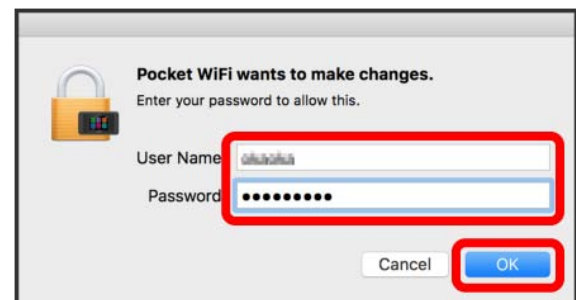 Pocket WiFi wants to make changes.
Enter your password to allow this.
User Name
Password
Cancel OK